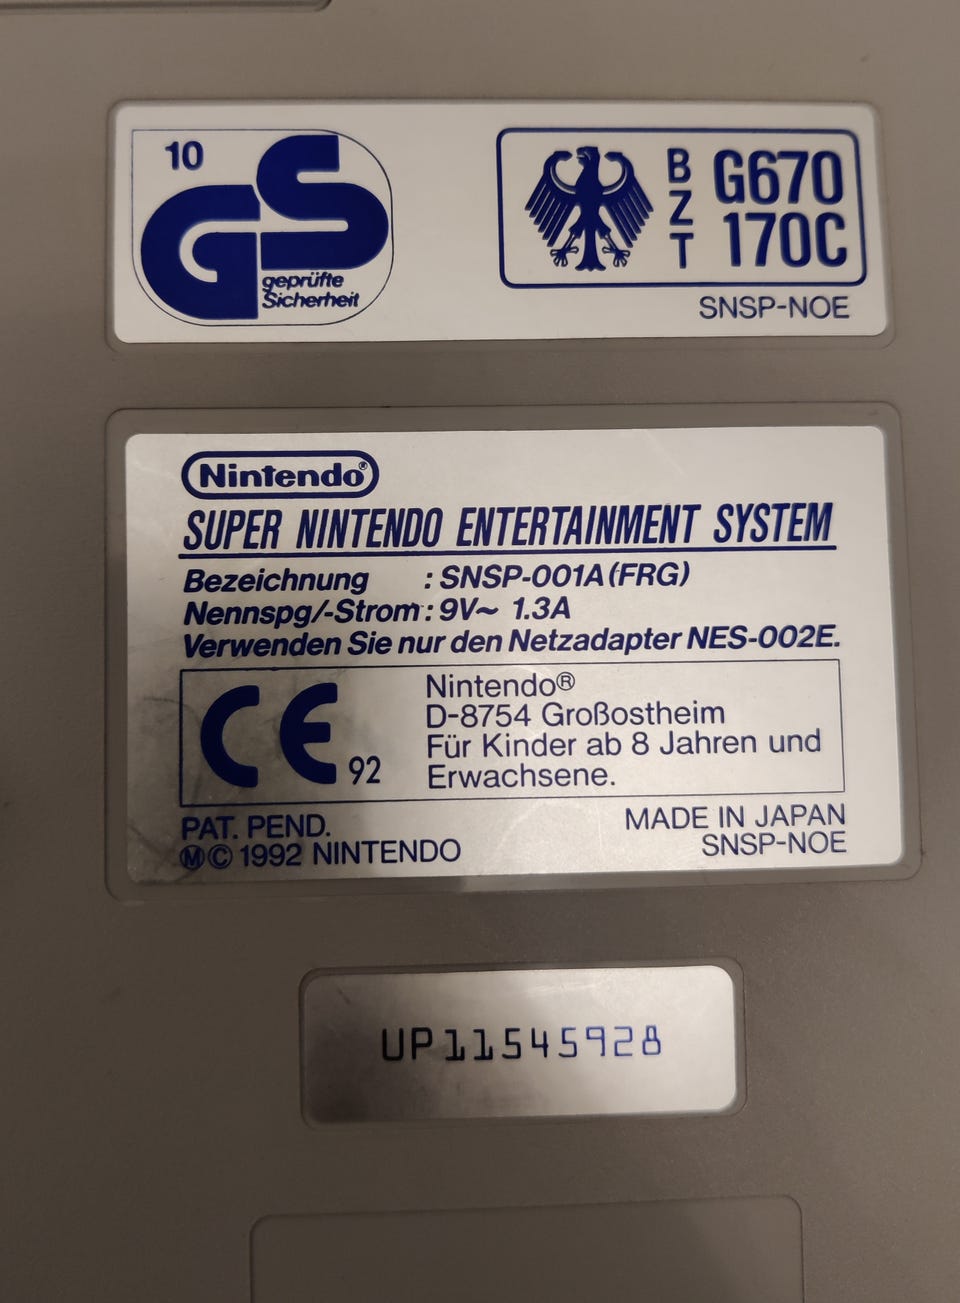 10
GS
geprüfte
Sicherheit
BZT
G670
170C
SNSP-NOE
Nintendo®
SUPER NINTENDO ENTERTAINMENT SYSTEM
Bezeichnung : SNSP-001A(FRG)
Nennspg/-Strom: 9V~ 1.3A
Verwenden Sie nur den Netzadapter NES-002E.
CE 92
Nintendo®
D-8754 Großostheim
Für Kinder ab 8 Jahren und
Erwachsene.
PAT. PEND.
Ⓜ© 1992 NINTENDO
MADE IN JAPAN
SNSP-NOE
UP11545928